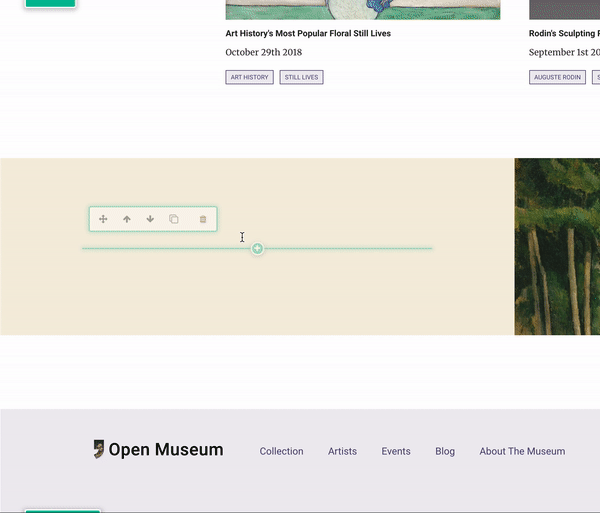 Art History's Most Popular Floral Still Lives
October 29th 2018
ART HISTORY STILL LIVES
Rodin's Sculpting
September 1st 20
AUGUSTE RODIN
Open Museum Collection Artists Events Blog About The Museum